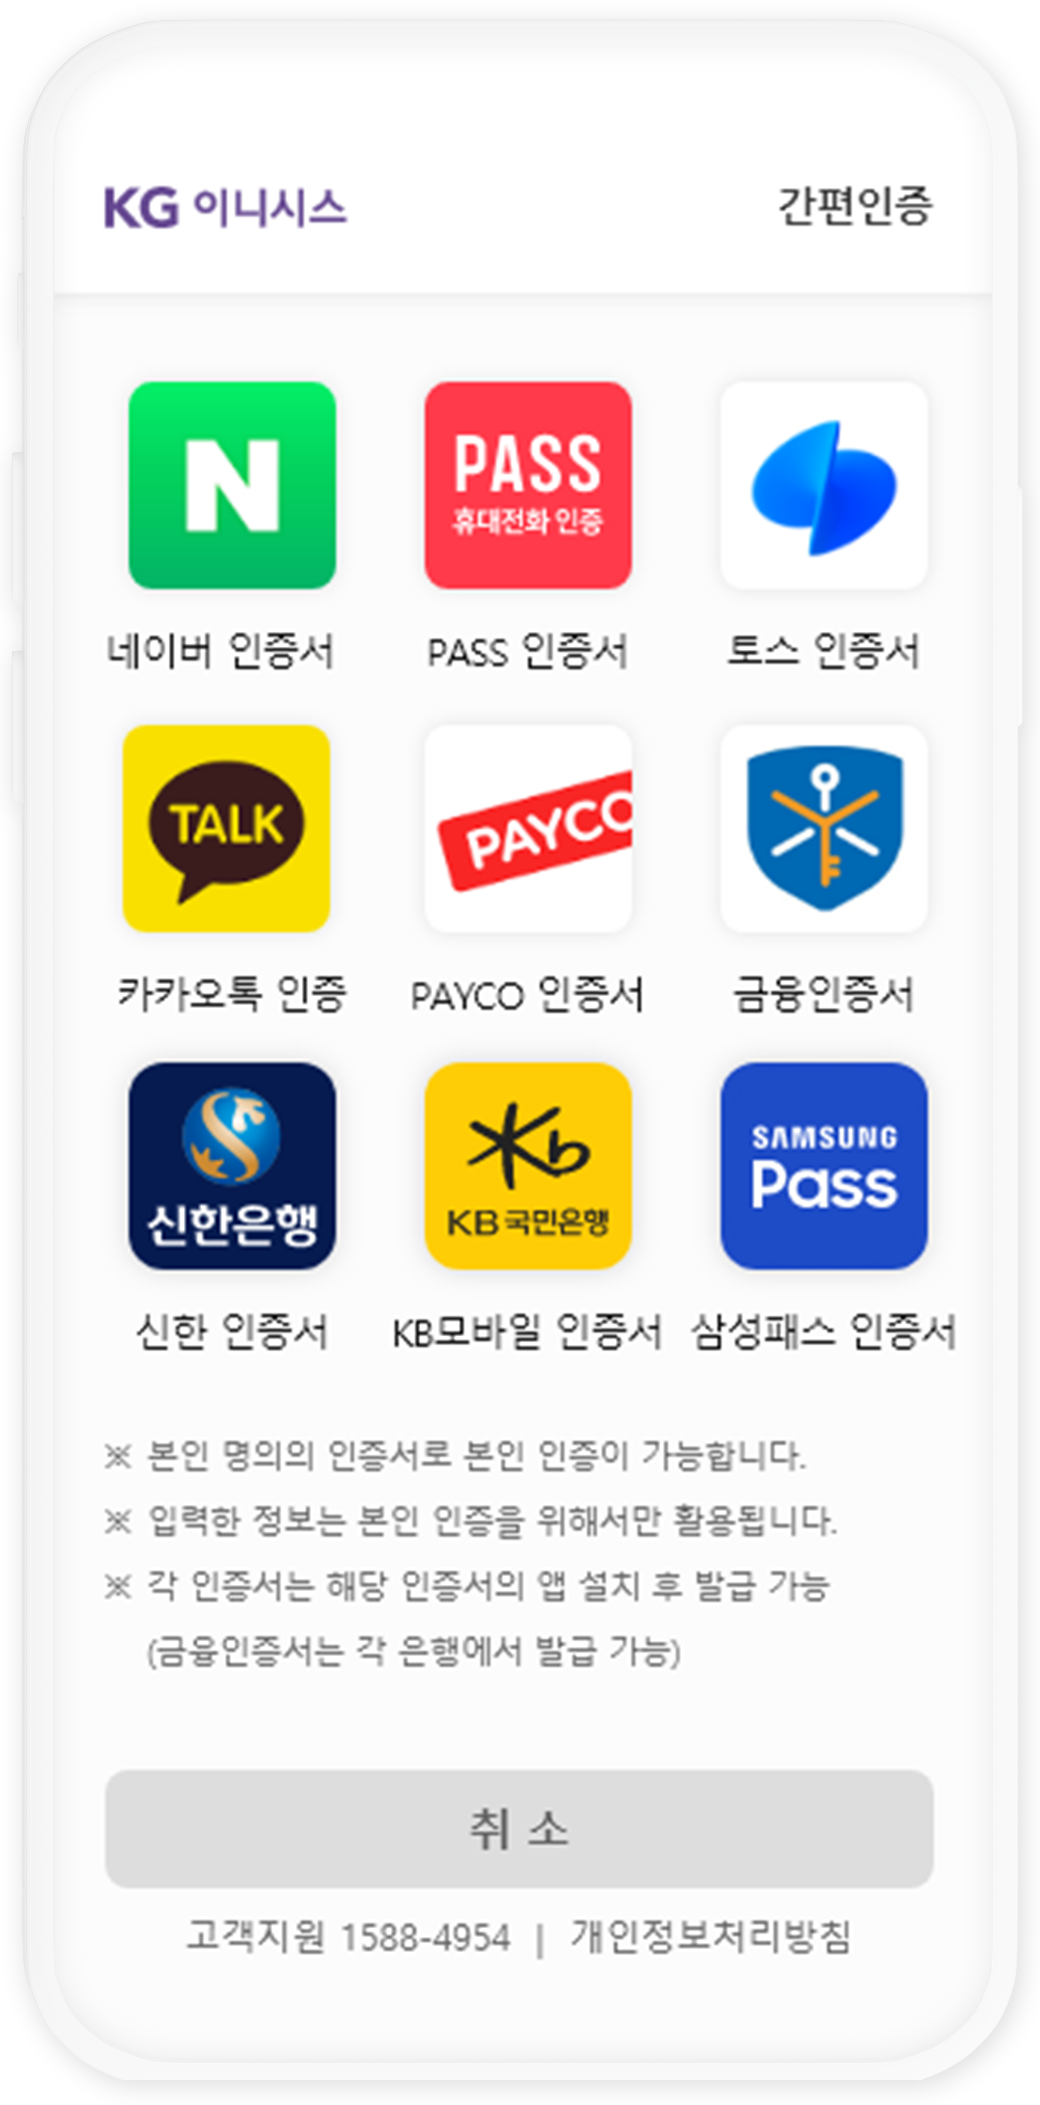 KG 이니시스 간편인증
N PASS
휴대전화 인증
네이버 인증서 PASS 인증서 토스 인증서
TALK PAYCO
카카오톡 인증 PAYCO 인증서 금융인증서
신한은행 KB 국민은행 SAMSUNG Pass
신한 인증서 KB모바일 인증서 삼성패스 인증서
※ 본인 명의의 인증서로 본인 인증이 가능합니다.
※ 입력한 정보는 본인 인증을 위해서만 활용됩니다.
※ 각 인증서는 해당 인증서의 앱 설치 후 발급 가능
(금융인증서는 각 은행에서 발급 가능)
취 소
고객지원 1588-4954 | 개인정보처리방침